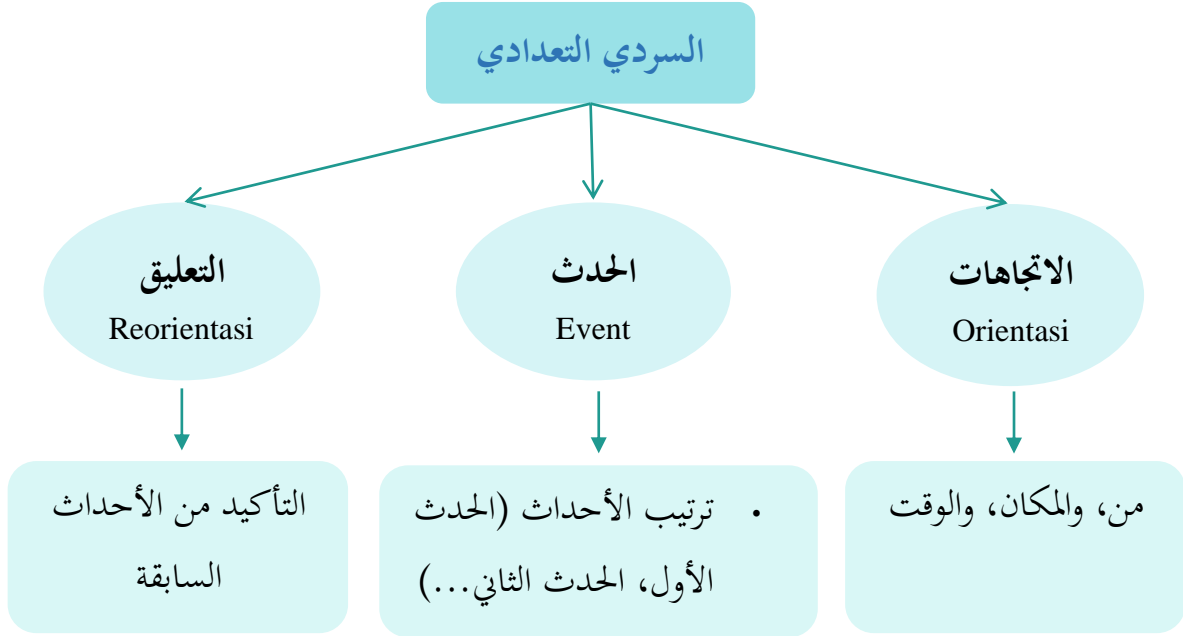 السردي التعدادي
الاتجاهات
Orientasi
الحدث
Event
التعليق
Reorientasi
من، والمكان، والوقت
• ترتيب الأحداث (الحدث
الأول، الحدث الثاني...)
التأكيد من الأحداث
السابقة